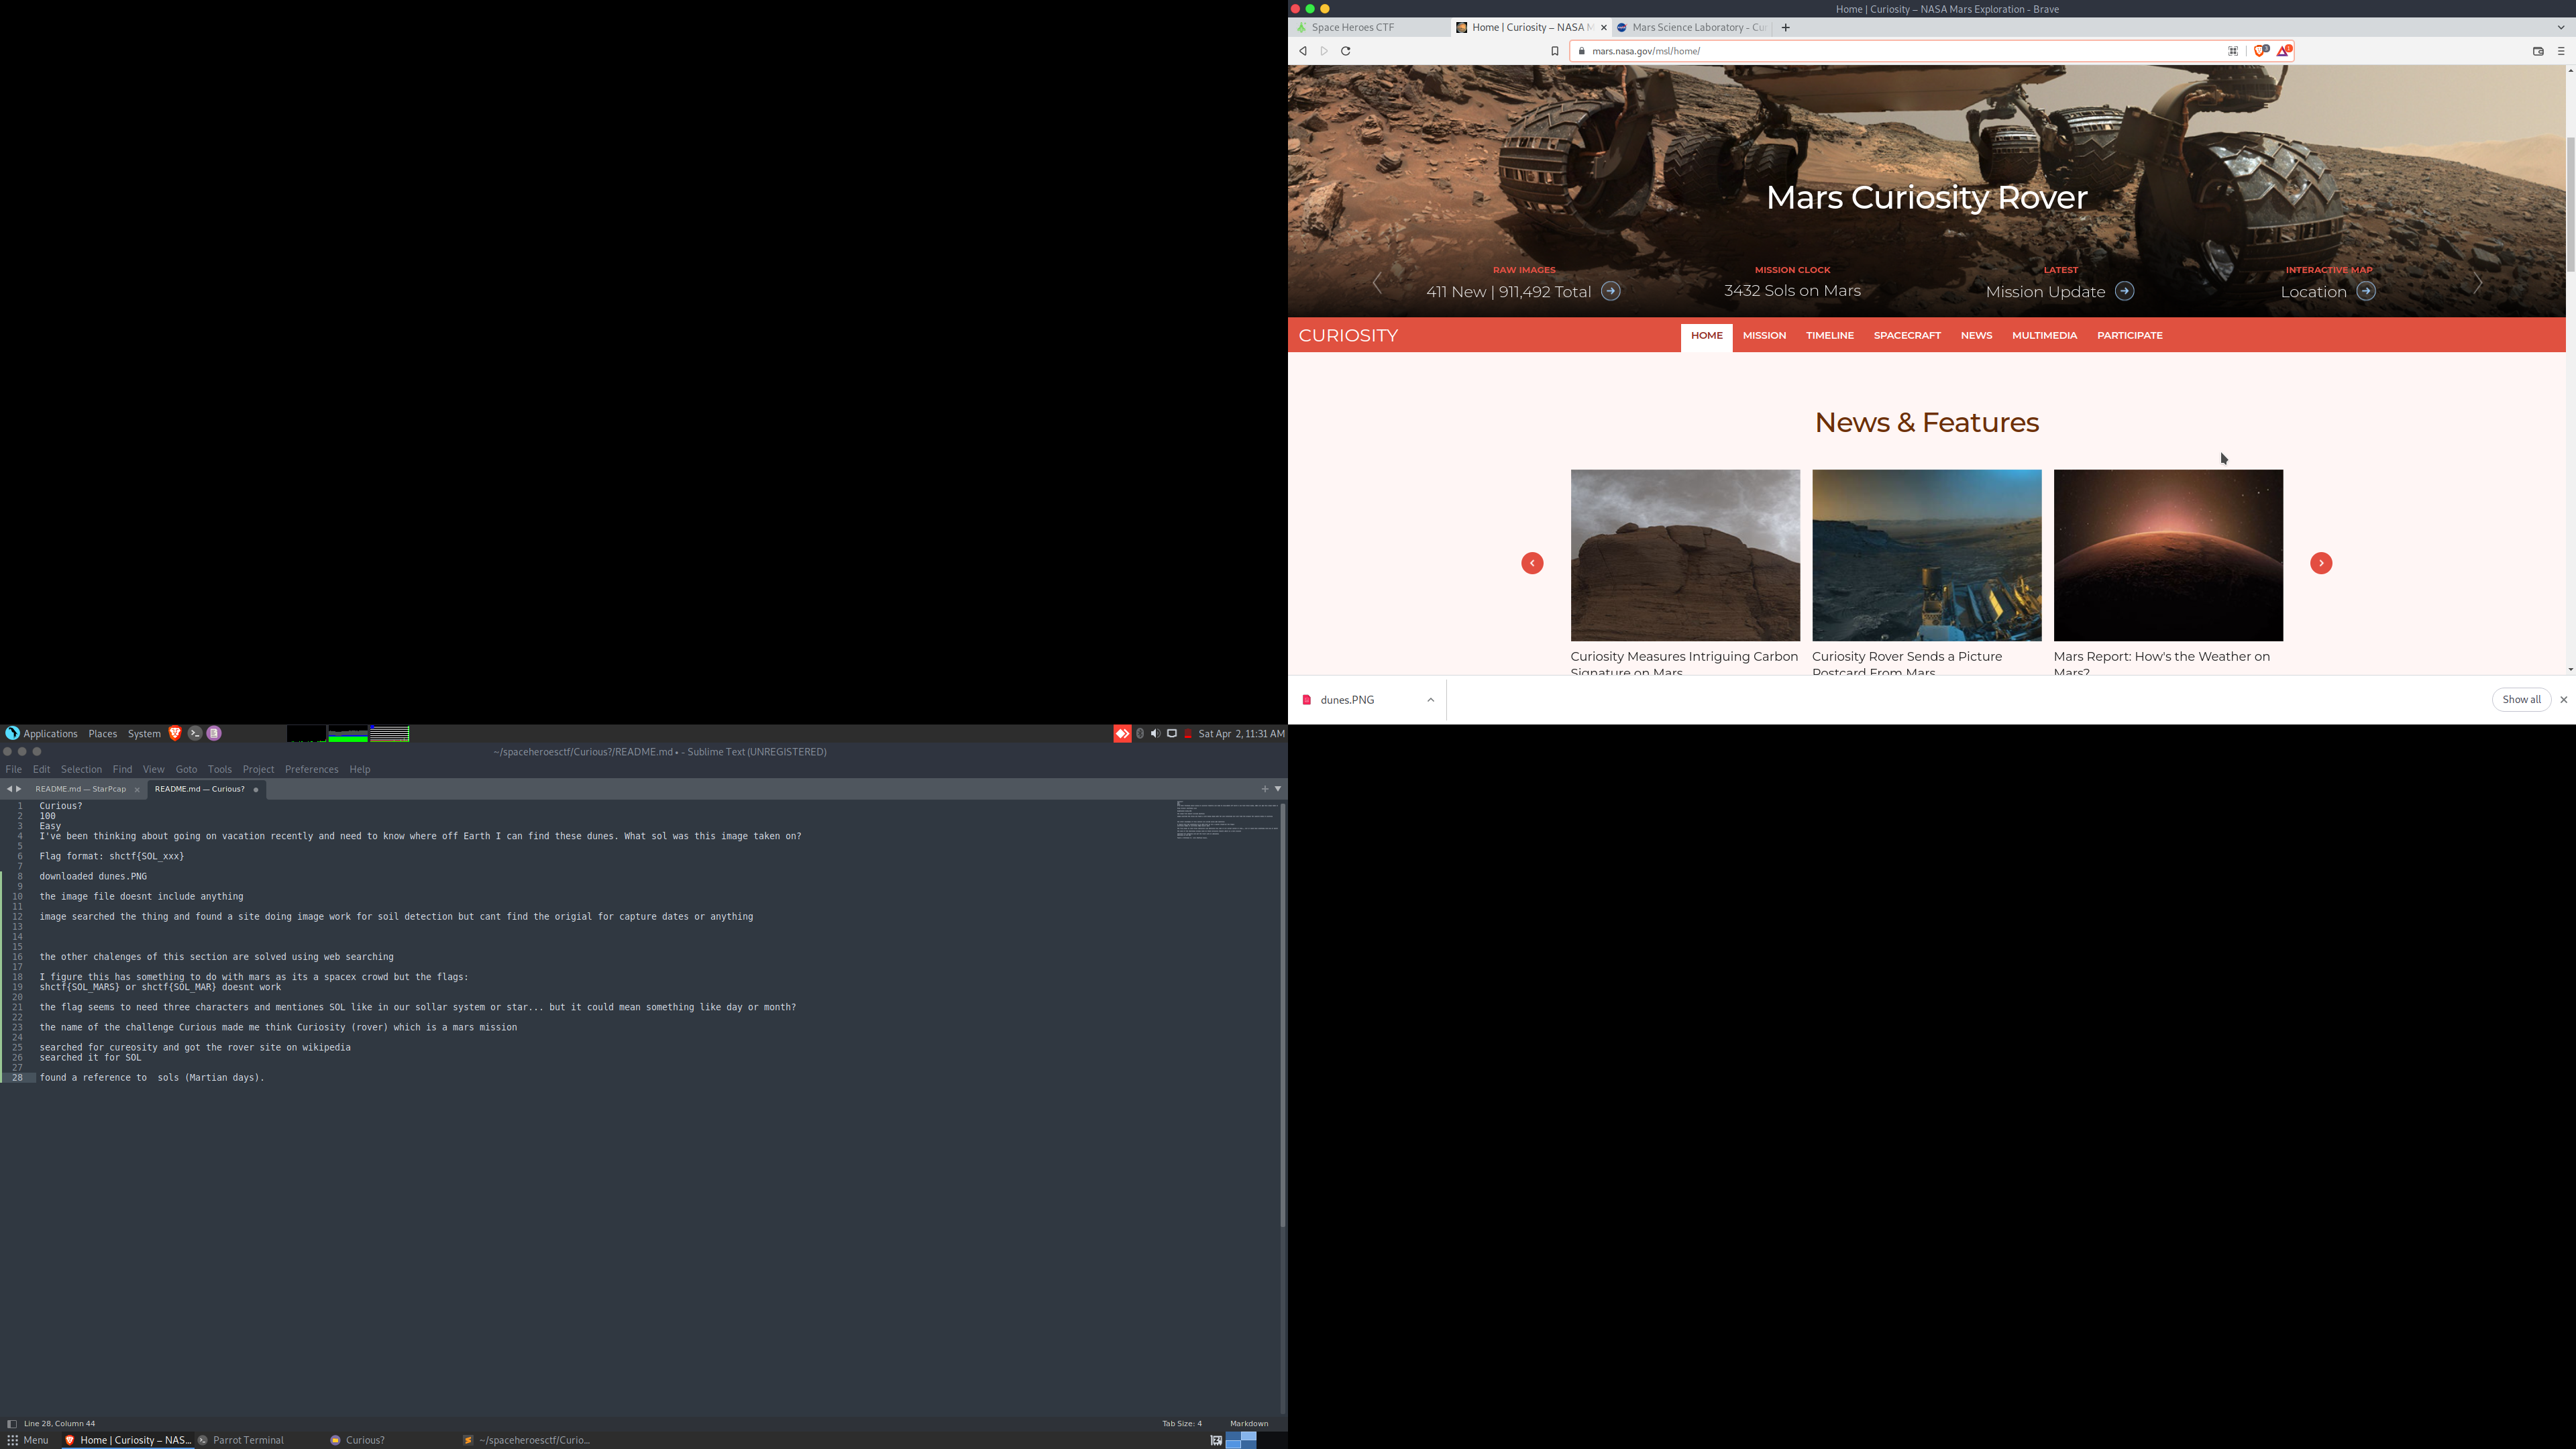 Home | Curiosity – NASA Mars Exploration - Brave
Space Heroes CTF
Home | Curiosity – NASA M
Mars Science Laboratory - Cur
mars.nasa.gov/msl/home/
Mars Curiosity Rover
RAW IMAGES
411 New | 911,492 Total
MISSION CLOCK
3432 Sols on Mars
LATEST
Mission Update
INTERACTIVE MAP
Location
CURIOSITY
HOME MISSION TIMELINE SPACECRAFT NEWS MULTIMEDIA PARTICIPATE
News & Features
Curiosity Measures Intriguing Carbon
Signature on Mars
Curiosity Rover Sends a Picture
Postcard From Mars
Mars Report: How's the Weather on
Mars?
dunes.PNG
Show all
Applications Places System
Sat Apr 2, 11:31 AM
~/spaceheroesctf/Curious?/README.md • - Sublime Text (UNREGISTERED)
File Edit Selection Find View Goto Tools Project Preferences Help
README.md — StarPcap
README.md — Curious?
1 Curious?
2 100
3 Easy
4 I've been thinking about going on vacation recently and need to know where off Earth I can find these dunes. What sol was this image taken on?
5
6 Flag format: shctf{SOL_xxx}
7
8 downloaded dunes.PNG
9
10 the image file doesnt include anything
11
12 image searched the thing and found a site doing image work for soil detection but cant find the origial for capture dates or anything
13
14
15
16 the other chalenges of this section are solved using web searching
17
18 I figure this has something to do with mars as its a spacex crowd but the flags:
19 shctf{SOL_MARS} or shctf{SOL_MAR} doesnt work
20
21 the flag seems to need three characters and mentiones SOL like in our sollar system or star... but it could mean something like day or month?
22
23 the name of the challenge Curious made me think Curiosity (rover) which is a mars mission
24
25 searched for cureosity and got the rover site on wikipedia
26 searched it for SOL
27
28 found a reference to  sols (Martian days).
Line 28, Column 44
Tab Size: 4
Markdown
Menu
Home | Curiosity – NAS...
Parrot Terminal
Curious?
~/spaceheroesctf/Curio...